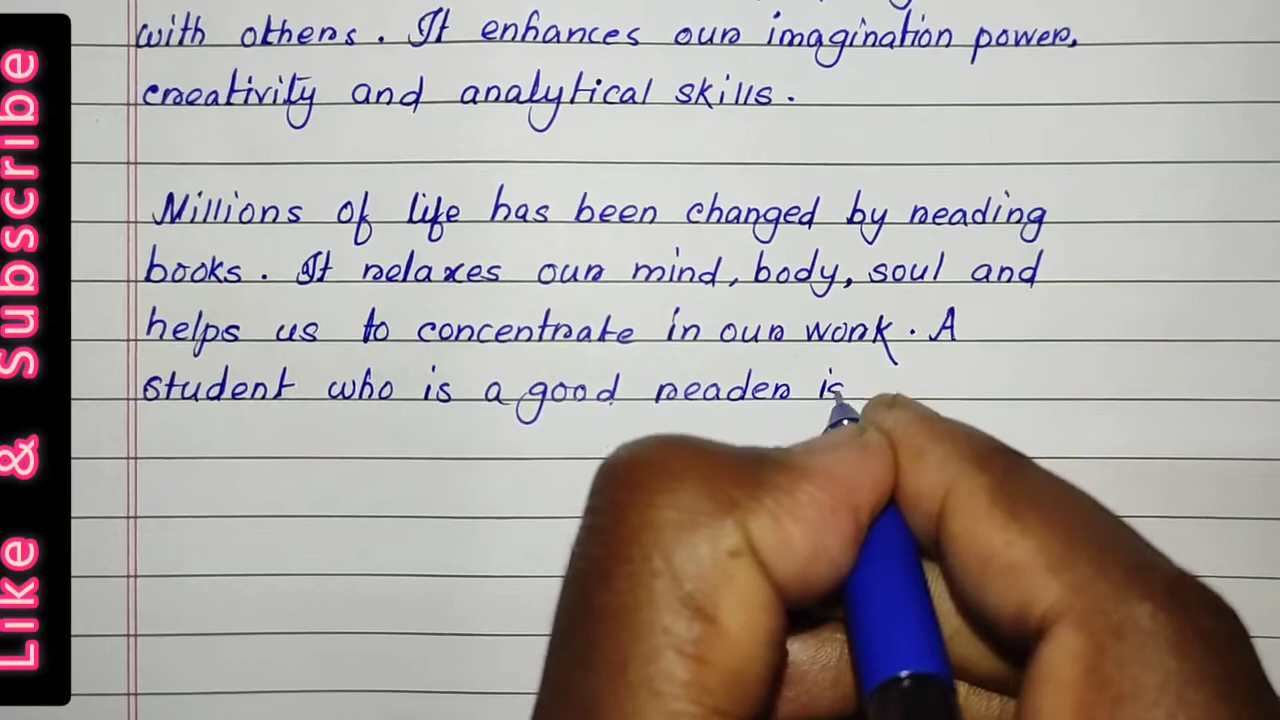 with others. It enhances our imagination power,
creativity and analytical skills.
Millions of life has been changed by reading
books. It relaxes our mind, body, soul and
helps us to concentrate in our work. A
student who is a good reader is
Like & Subscribe